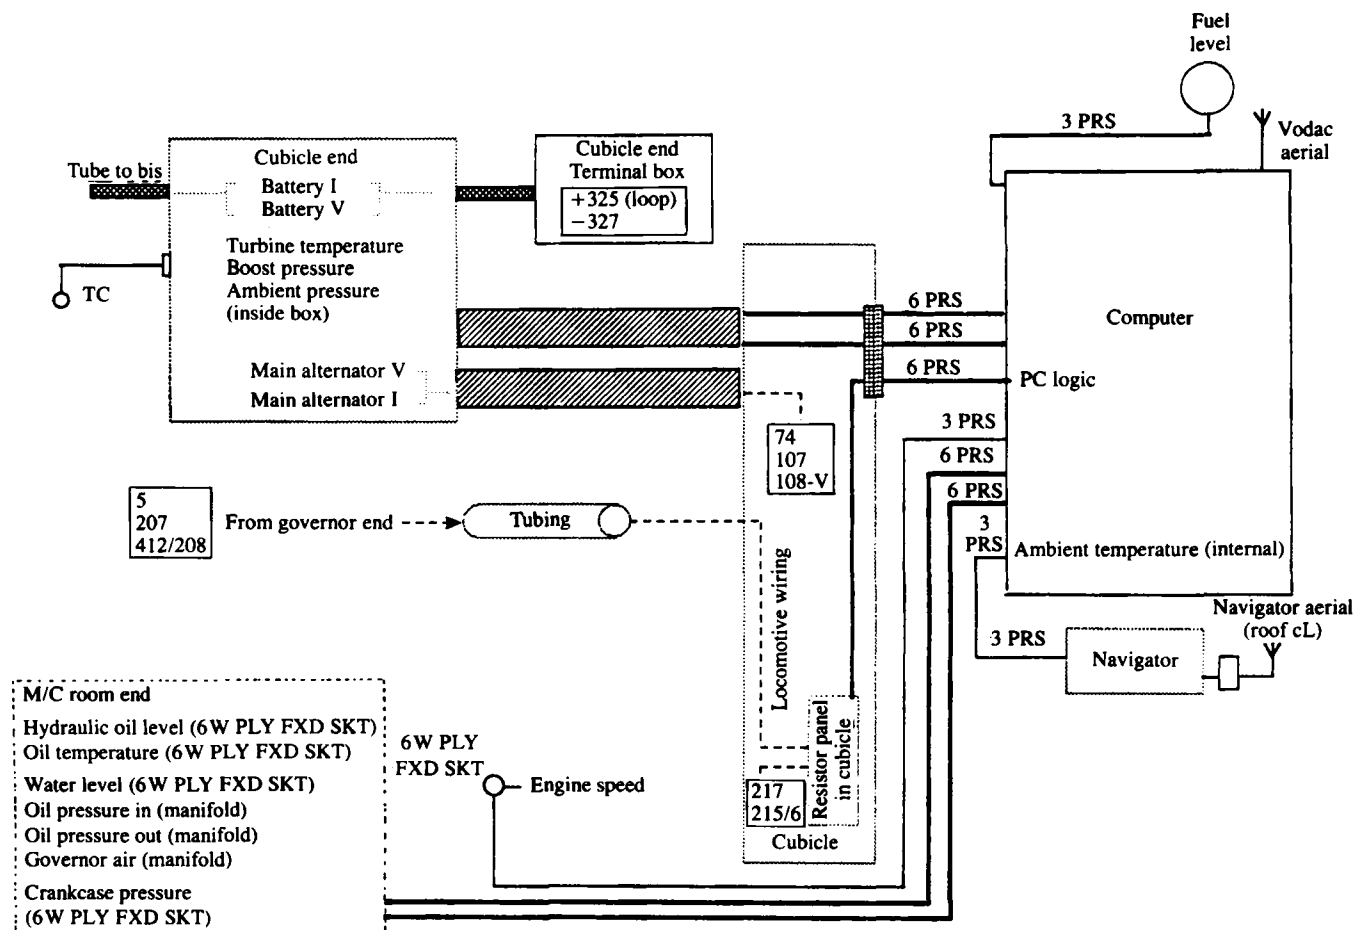 Fuel
level
3 PRS
Vodac
aerial
Tube to bis
Cubicle end
Battery I
Battery V
Cubicle end
Terminal box
+325 (loop)
−327
Turbine temperature
Boost pressure
Ambient pressure
(inside box)
TC
Main alternator V
Main alternator I
6 PRS
6 PRS
6 PRS
Computer
PC logic
74
107
108-V
3 PRS
6 PRS
6 PRS
3
PRS
Ambient temperature (internal)
5
207
412/208
From governor end
Tubing
Locomotive wiring
Navigator aerial
(roof cL)
3 PRS
Navigator
M/C room end
Hydraulic oil level (6W PLY FXD SKT)
Oil temperature (6W PLY FXD SKT)
Water level (6W PLY FXD SKT)
Oil pressure in (manifold)
Oil pressure out (manifold)
Governor air (manifold)
Crankcase pressure
(6W PLY FXD SKT)
6W PLY
FXD SKT
Engine speed
Resistor panel
in cubicle
217
215/6
Cubicle